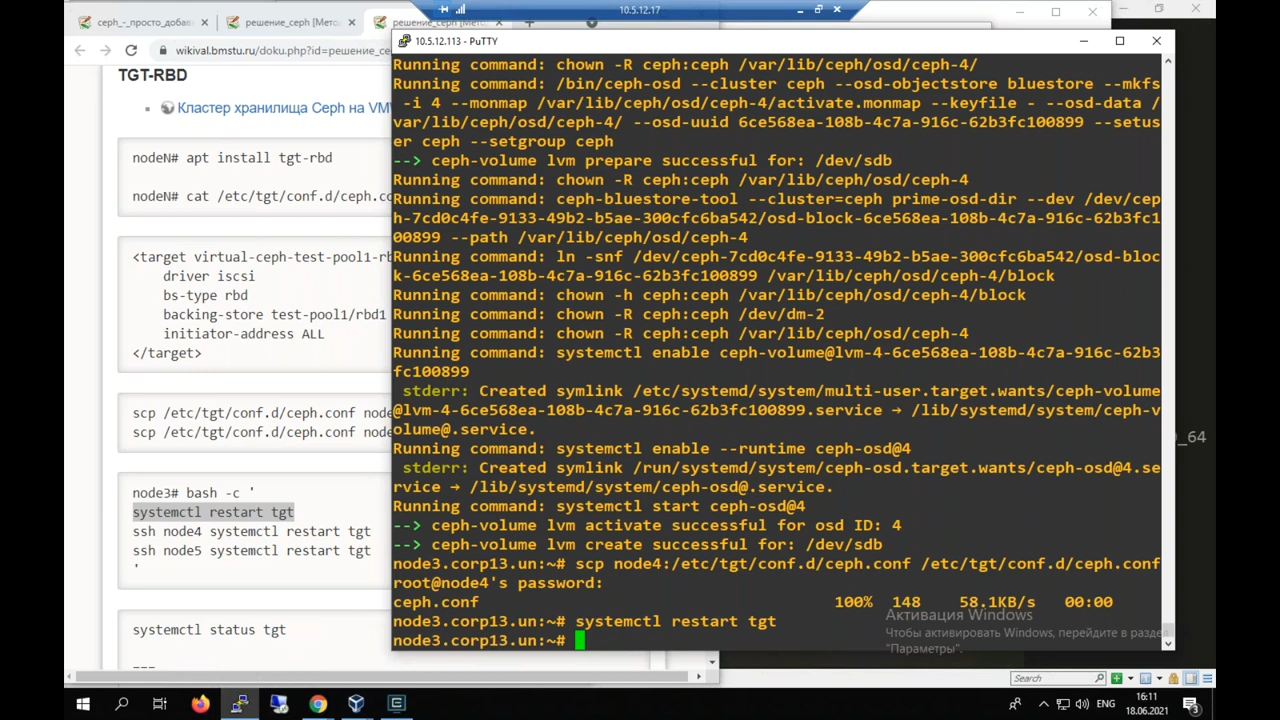 10.5.12.17
ceph_-_просто_добав
решение_ceph [Мето
решение_ceph [Мето
wikival.bmstu.ru/doku.php?id=решение_ce
10.5.12.113 - PuTTY
TGT-RBD
Кластер хранилища Ceph на VM
nodeN# apt install tgt-rbd
nodeN# cat /etc/tgt/conf.d/ceph.co
<target virtual-ceph-test-pool1-rb
driver iscsi
bs-type rbd
backing-store test-pool1/rbd1
initiator-address ALL
</target>
scp /etc/tgt/conf.d/ceph.conf node
scp /etc/tgt/conf.d/ceph.conf node
node3# bash -c '
systemctl restart tgt
ssh node4 systemctl restart tgt
ssh node5 systemctl restart tgt
'
systemctl status tgt
Running command: chown -R ceph:ceph /var/lib/ceph/osd/ceph-4/
Running command: /bin/ceph-osd --cluster ceph --osd-objectstore bluestore --mkfs
-i 4 --monmap /var/lib/ceph/osd/ceph-4/activate.monmap --keyfile - --osd-data /
var/lib/ceph/osd/ceph-4/ --osd-uuid 6ce568ea-108b-4c7a-916c-62b3fc100899 --setus
er ceph --setgroup ceph
--> ceph-volume lvm prepare successful for: /dev/sdb
Running command: chown -R ceph:ceph /var/lib/ceph/osd/ceph-4
Running command: ceph-bluestore-tool --cluster=ceph prime-osd-dir --dev /dev/cep
h-7cd0c4fe-9133-49b2-b5ae-300cfc6ba542/osd-block-6ce568ea-108b-4c7a-916c-62b3fc1
00899 --path /var/lib/ceph/osd/ceph-4
Running command: ln -snf /dev/ceph-7cd0c4fe-9133-49b2-b5ae-300cfc6ba542/osd-bloc
k-6ce568ea-108b-4c7a-916c-62b3fc100899 /var/lib/ceph/osd/ceph-4/block
Running command: chown -h ceph:ceph /var/lib/ceph/osd/ceph-4/block
Running command: chown -R ceph:ceph /dev/dm-2
Running command: chown -R ceph:ceph /var/lib/ceph/osd/ceph-4
Running command: systemctl enable ceph-volume@lvm-4-6ce568ea-108b-4c7a-916c-62b3
fc100899
stderr: Created symlink /etc/systemd/system/multi-user.target.wants/ceph-volume
@lvm-4-6ce568ea-108b-4c7a-916c-62b3fc100899.service → /lib/systemd/system/ceph-v
olume@.service.
Running command: systemctl enable --runtime ceph-osd@4
stderr: Created symlink /run/systemd/system/ceph-osd.target.wants/ceph-osd@4.se
rvice → /lib/systemd/system/ceph-osd@.service.
Running command: systemctl start ceph-osd@4
--> ceph-volume lvm activate successful for osd ID: 4
--> ceph-volume lvm create successful for: /dev/sdb
node3.corp13.un:~# scp node4:/etc/tgt/conf.d/ceph.conf /etc/tgt/conf.d/ceph.conf
root@node4's password:
ceph.conf 100% 148 58.1KB/s 00:00
node3.corp13.un:~# systemctl restart tgt
node3.corp13.un:~#
Активация Windows
Чтобы активировать Windows, перейдите в раздел
"Параметры".
_64
Search
ENG
16:11
18.06.2021
3